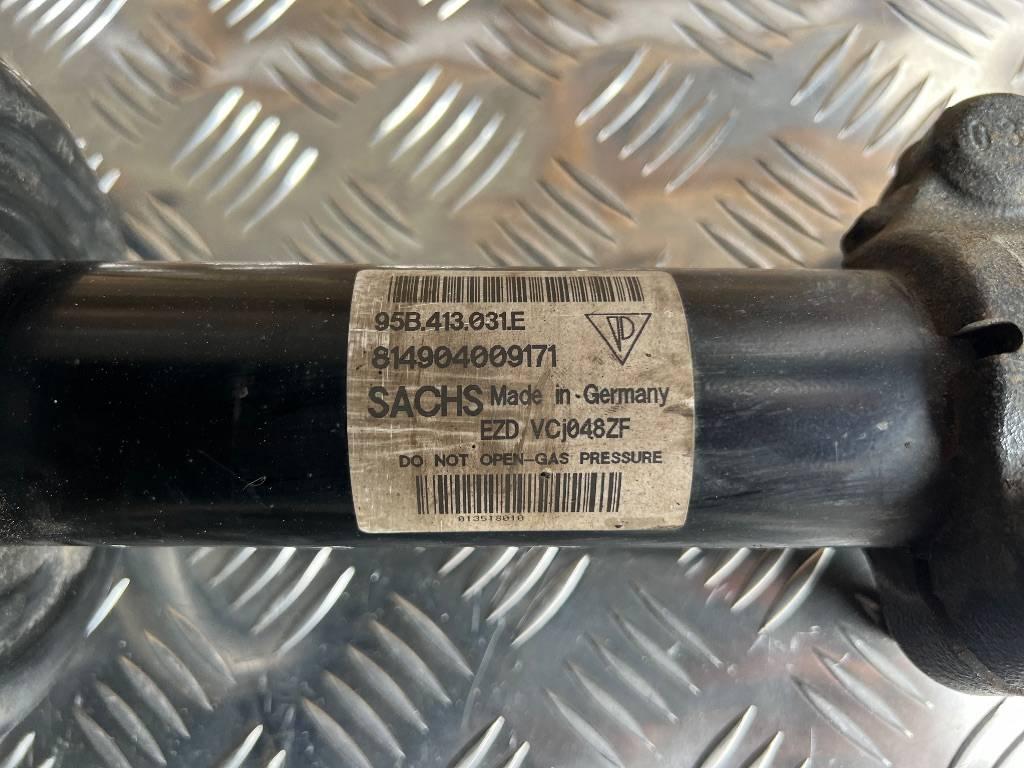 95B.413.031.E
814904009171
SACHS Made in Germany
EZD VCj048ZF
DO NOT OPEN-GAS PRESSURE
013518010